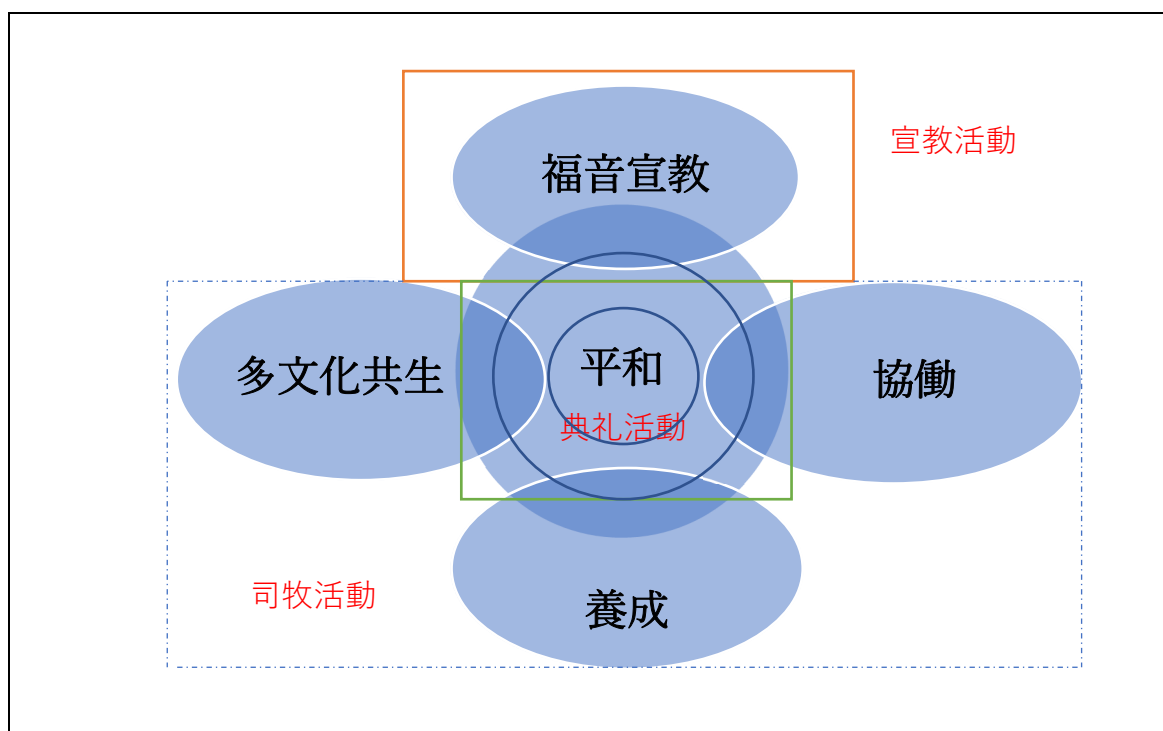 宣教活動
福音宣教
多文化共生
平和
協働
典礼活動
司牧活動
養成